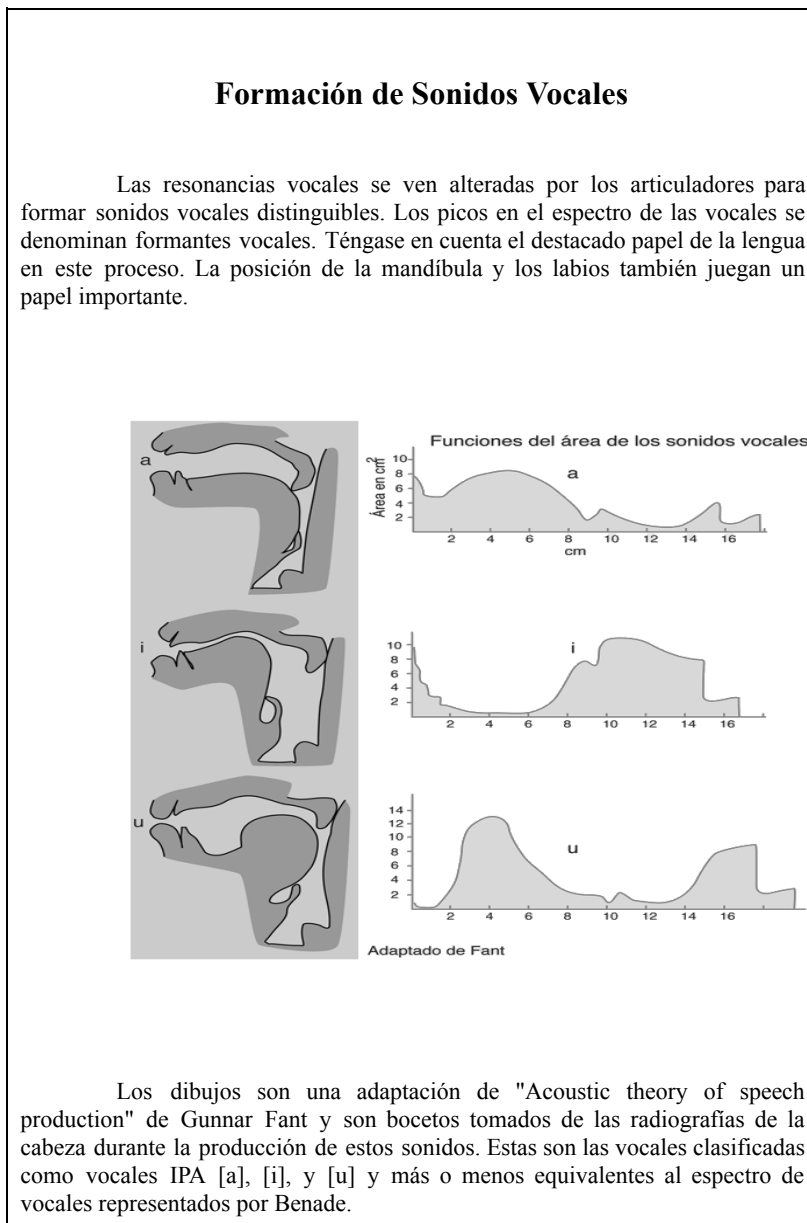 Formación de Sonidos Vocales
Las resonancias vocales se ven alteradas por los articuladores para
formar sonidos vocales distinguibles. Los picos en el espectro de las vocales se
denominan formantes vocales. Téngase en cuenta el destacado papel de la lengua
en este proceso. La posición de la mandíbula y los labios también juegan un
papel importante.
a
Funciones del área de los sonidos vocales
Área en cm²
10
8
6
4
2
a
2 4 6 8 10 12 14 16
cm
i
10
8
6
4
2
i
2 4 6 8 10 12 14 16
u
14
12
10
8
6
4
2
u
2 4 6 8 10 12 14 16
Adaptado de Fant
Los dibujos son una adaptación de "Acoustic theory of speech
production" de Gunnar Fant y son bocetos tomados de las radiografías de la
cabeza durante la producción de estos sonidos. Estas son las vocales clasificadas
como vocales IPA [a], [i], y [u] y más o menos equivalentes al espectro de
vocales representados por Benade.